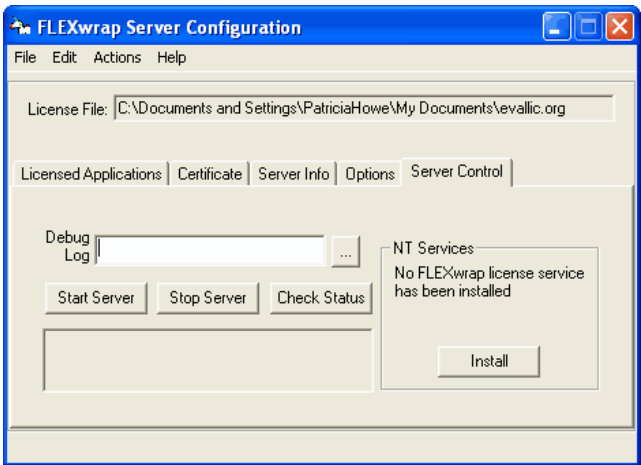 FLEXwrap Server Configuration
File Edit Actions Help
License File: C:\Documents and Settings\PatriciaHowe\My Documents\evallic.org
Licensed Applications Certificate Server Info Options Server Control
Debug
Log
...
NT Services
No FLEXwrap license service
has been installed
Start Server Stop Server Check Status
Install